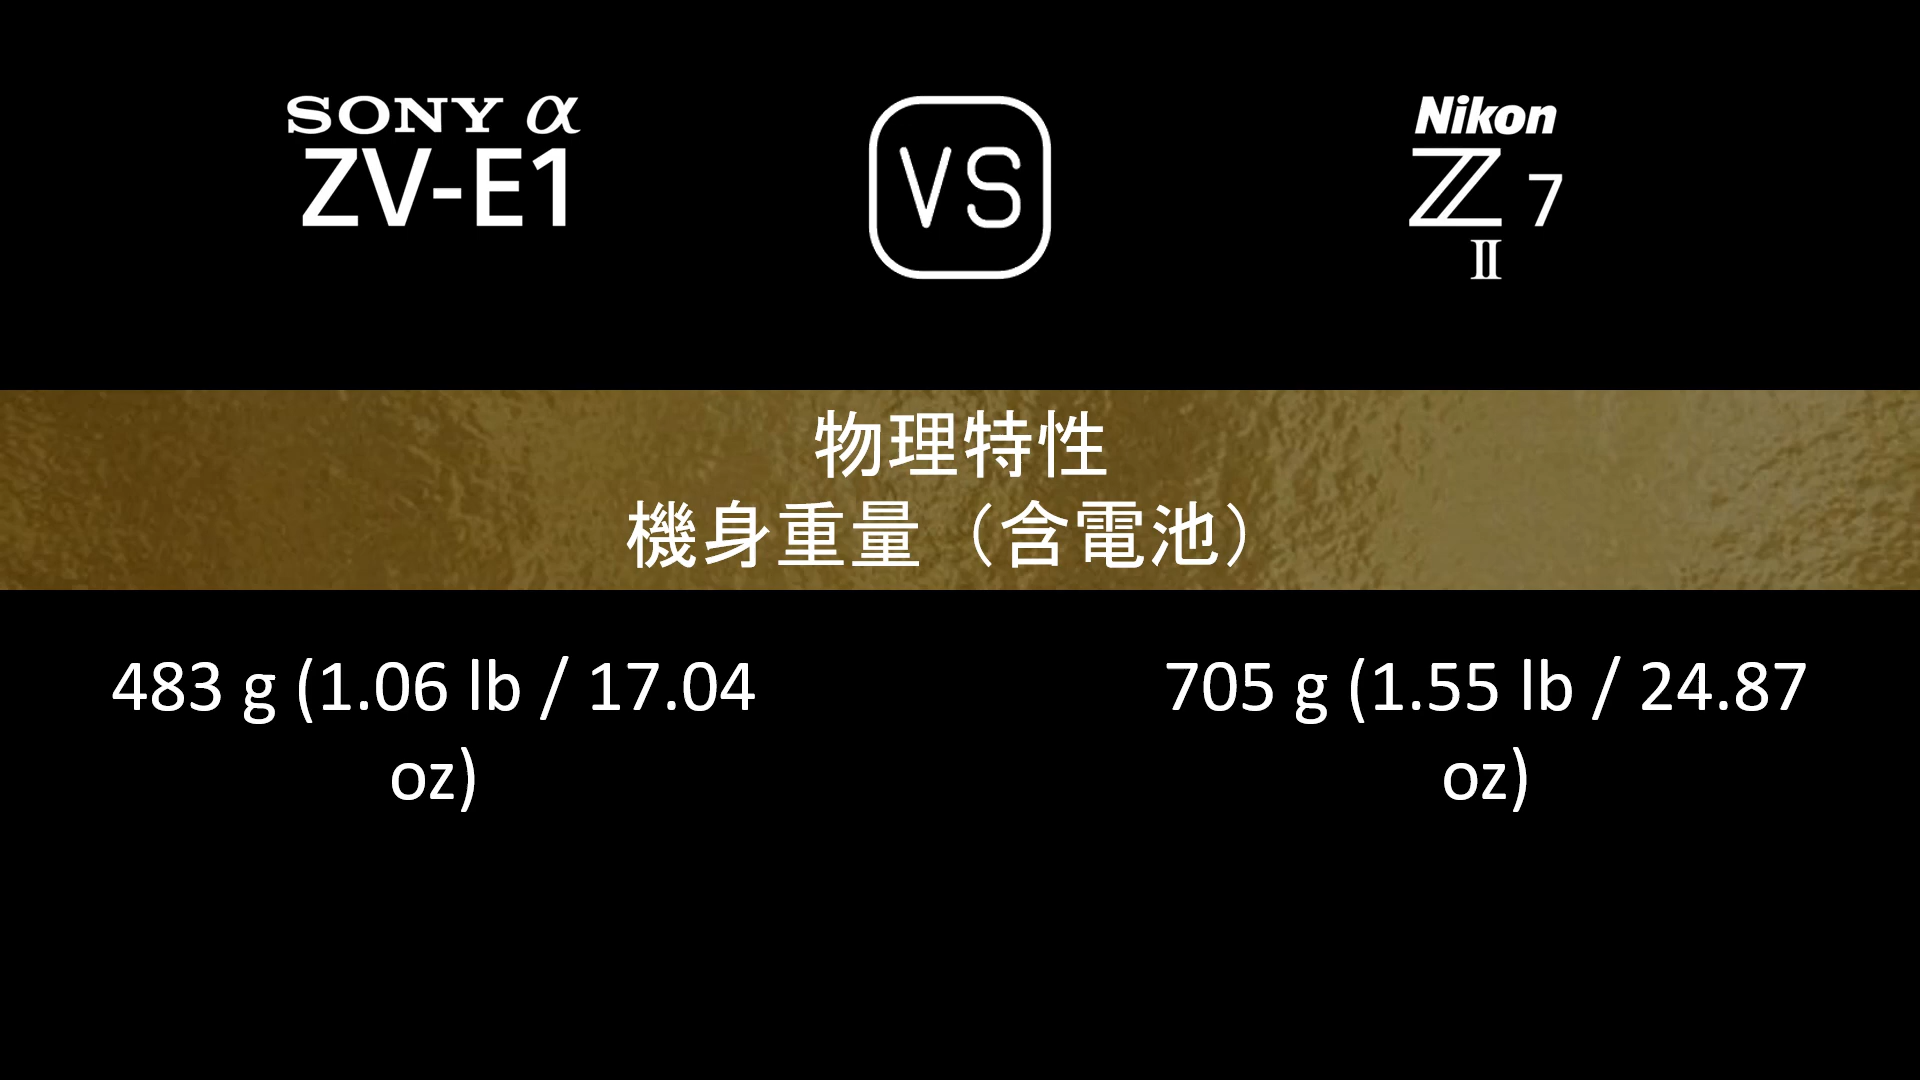 SONY α
ZV-E1
VS
Nikon
Z 7
II
物理特性
機身重量（含電池）
483 g (1.06 lb / 17.04
oz)
705 g (1.55 lb / 24.87
oz)